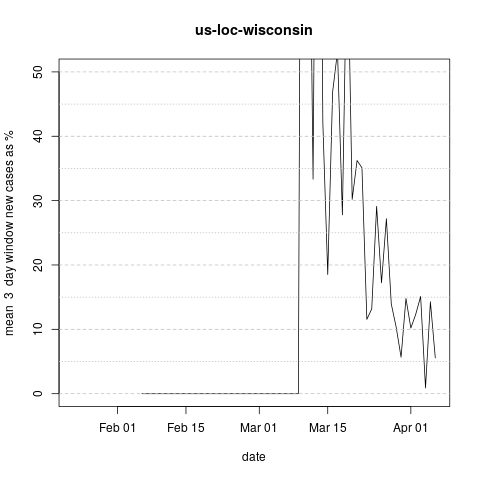 us-loc-wisconsin
mean  3  day window new cases as %
50
40
30
20
10
0
Feb 01
Feb 15
Mar 01
Mar 15
Apr 01
date